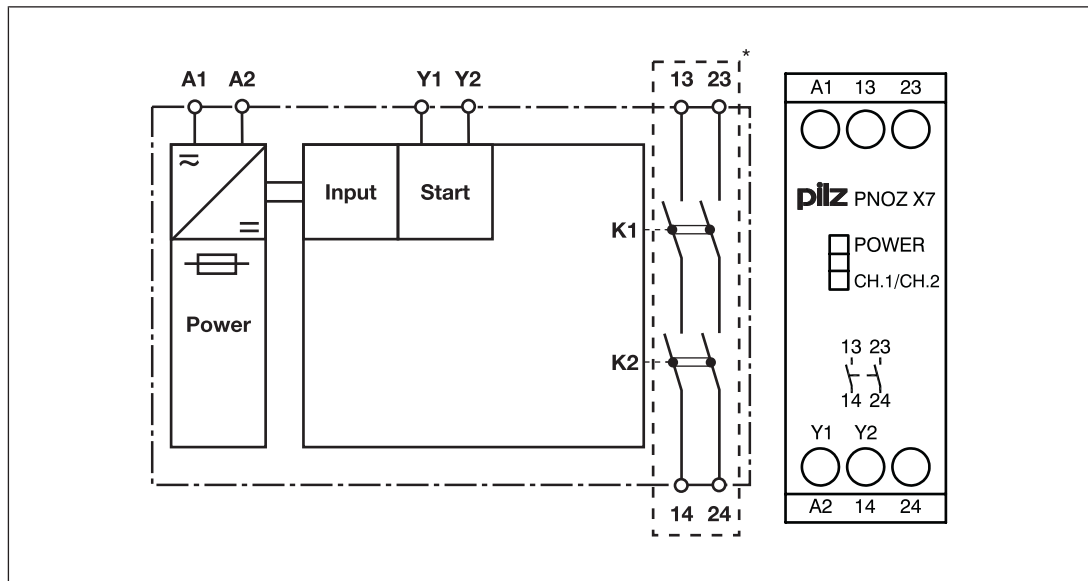 *
A1 A2 Y1 Y2 13 23
Input Start
Power
K1
K2
14 24
A1 13 23
pilz PNOZ X7
POWER
CH.1/CH.2
13 23
14 24
Y1 Y2
A2 14 24